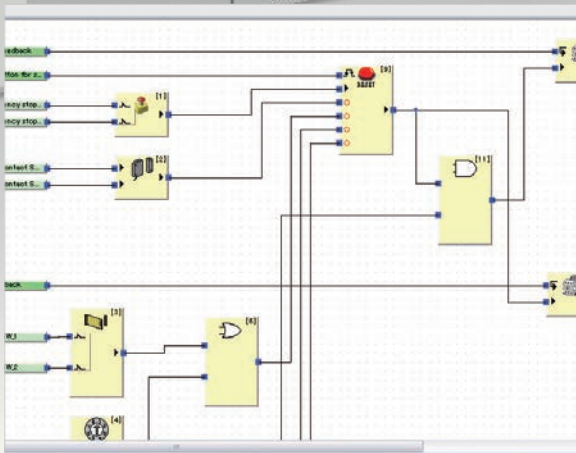 edback
tton for z..
ency stop..
ency stop..
ontact S..
ontact S..
back
W_1
W_2
[1]
[2]
[3]
[4]
[9]
RESET
[11]